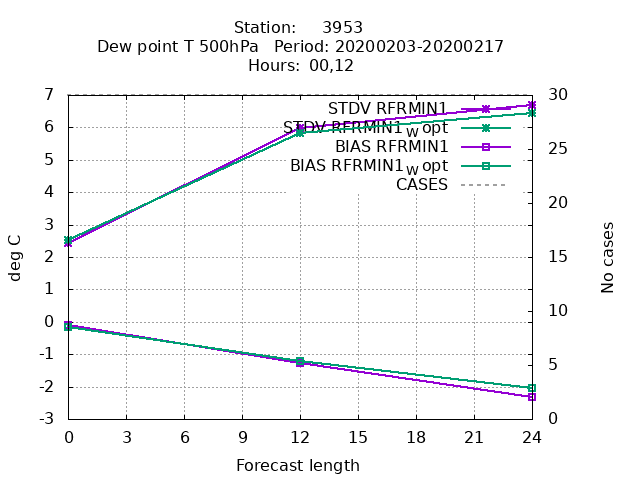 Station: 3953
Dew point T 500hPa Period: 20200203-20200217
Hours: 00,12
7
6
5
4
3
2
1
0
-1
-2
-3
deg C
STDV RFRMIN1
STDV RFRMIN1_W opt
BIAS RFRMIN1
BIAS RFRMIN1_W opt
CASES
30
25
20
15
10
5
0
No cases
0 3 6 9 12 15 18 21 24
Forecast length